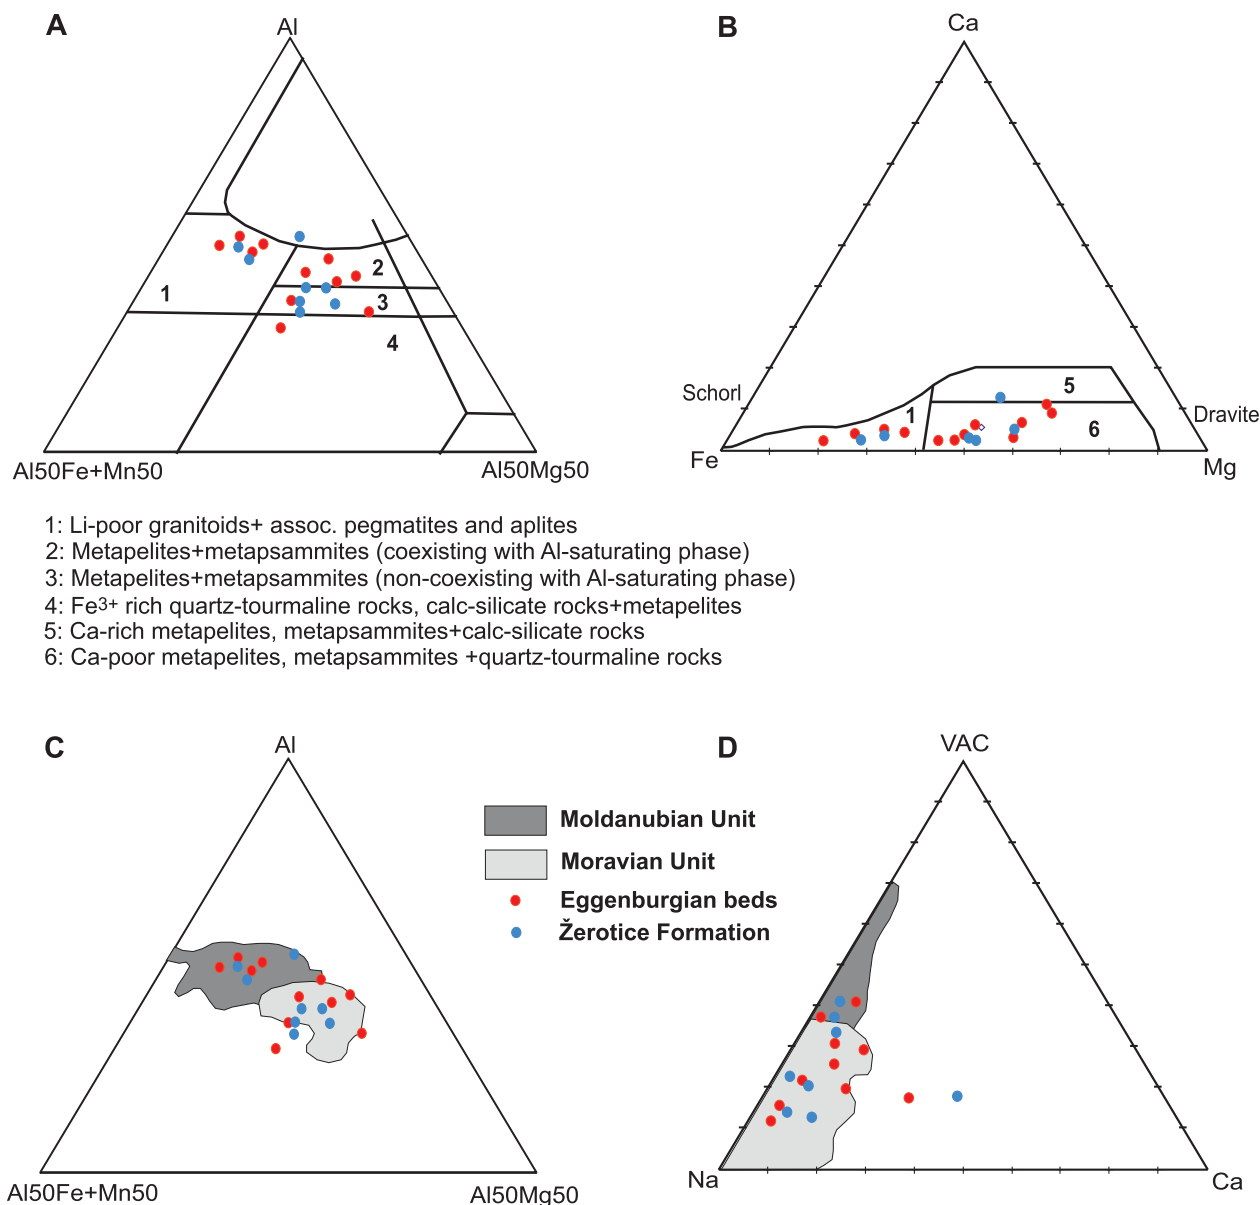 A
Al
1
2
3
4
Al50Fe+Mn50
Al50Mg50
B
Ca
Schorl
Dravite
1
5
6
Fe
Mg
1: Li-poor granitoids+ assoc. pegmatites and aplites
2: Metapelites+metapsammites (coexisting with Al-saturating phase)
3: Metapelites+metapsammites (non-coexisting with Al-saturating phase)
4: Fe3+ rich quartz-tourmaline rocks, calc-silicate rocks+metapelites
5: Ca-rich metapelites, metapsammites+calc-silicate rocks
6: Ca-poor metapelites, metapsammites +quartz-tourmaline rocks
C
Al
Al50Fe+Mn50
Al50Mg50
Moldanubian Unit
Moravian Unit
Eggenburgian beds
Žerotice Formation
D
VAC
Na
Ca